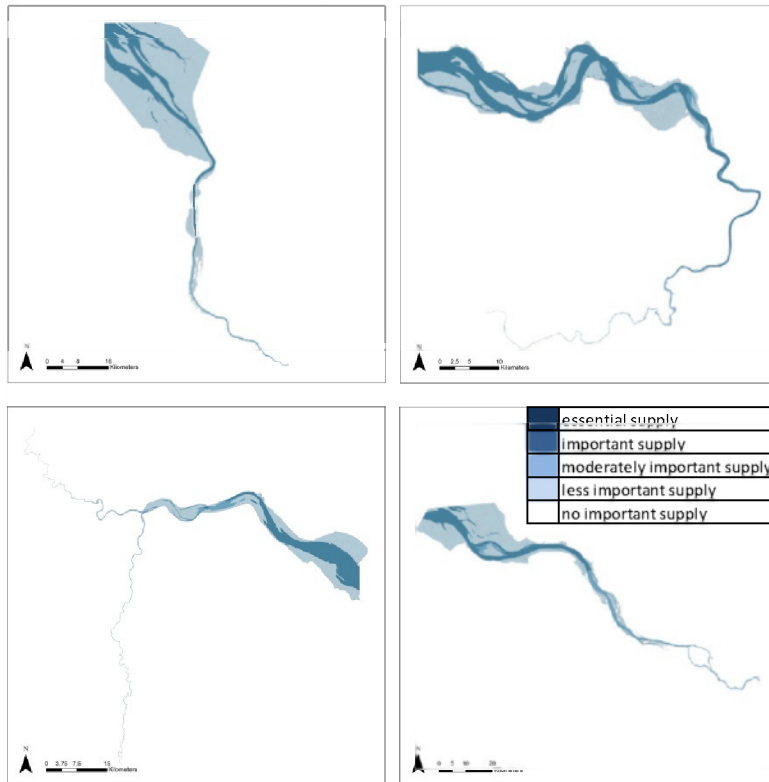 N
0 4 8 16
Kilometers
N
0 2.5 5 10
Kilometers
essential supply
important supply
moderately important supply
less important supply
no important supply
N
0 3.75 7.5 15
Kilometers
N
0 5 10 20